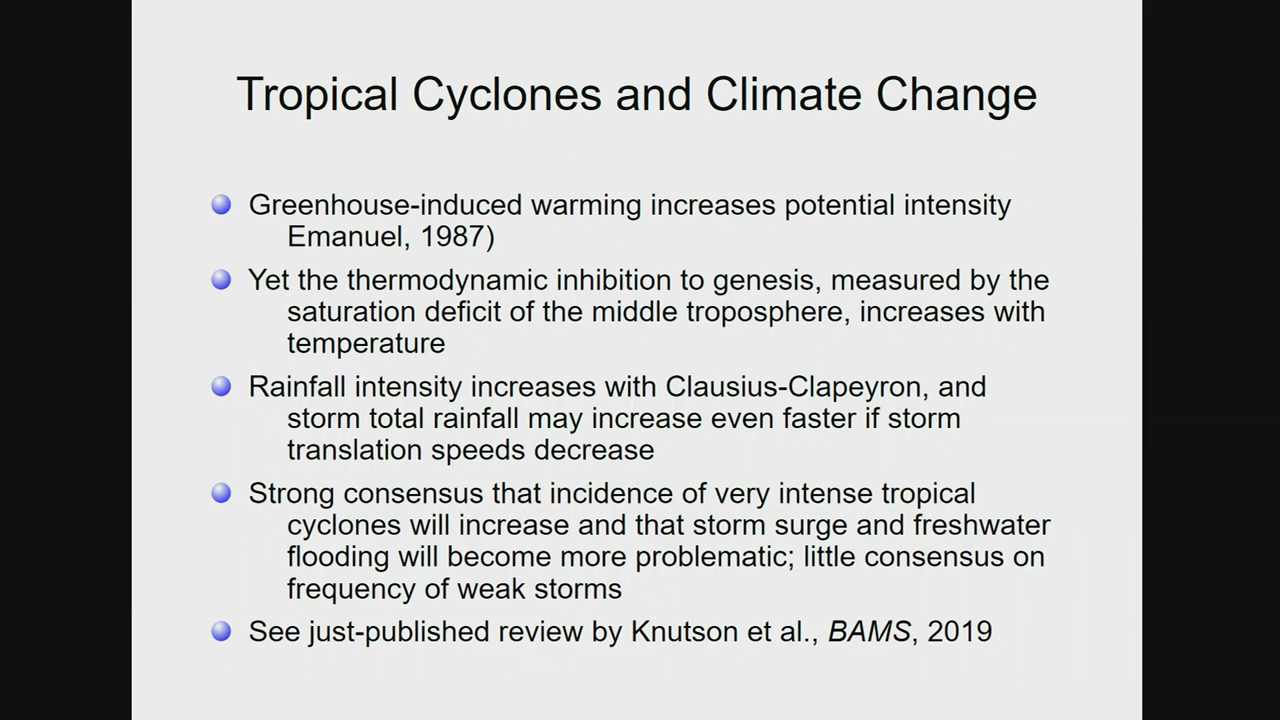 Tropical Cyclones and Climate Change
Greenhouse-induced warming increases potential intensity
Emanuel, 1987)
Yet the thermodynamic inhibition to genesis, measured by the
saturation deficit of the middle troposphere, increases with
temperature
Rainfall intensity increases with Clausius-Clapeyron, and
storm total rainfall may increase even faster if storm
translation speeds decrease
Strong consensus that incidence of very intense tropical
cyclones will increase and that storm surge and freshwater
flooding will become more problematic; little consensus on
frequency of weak storms
See just-published review by Knutson et al., BAMS, 2019